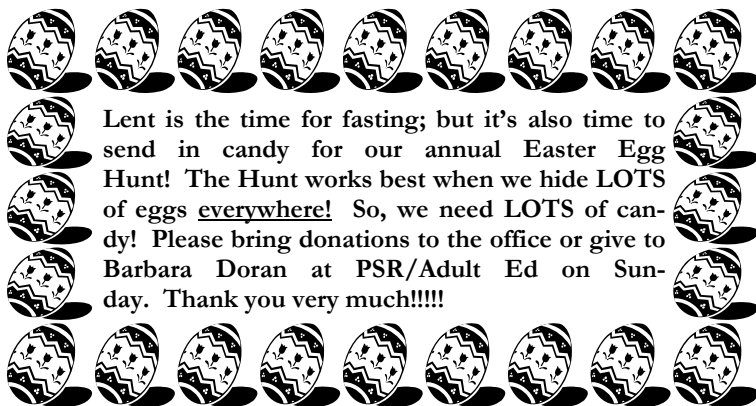 Lent is the time for fasting; but it's also time to
send in candy for our annual Easter Egg
Hunt!  The Hunt works best when we hide LOTS
of eggs everywhere!  So, we need LOTS of can-
dy!  Please bring donations to the office or give to
Barbara Doran at PSR/Adult Ed on Sun-
day.  Thank you very much!!!!!